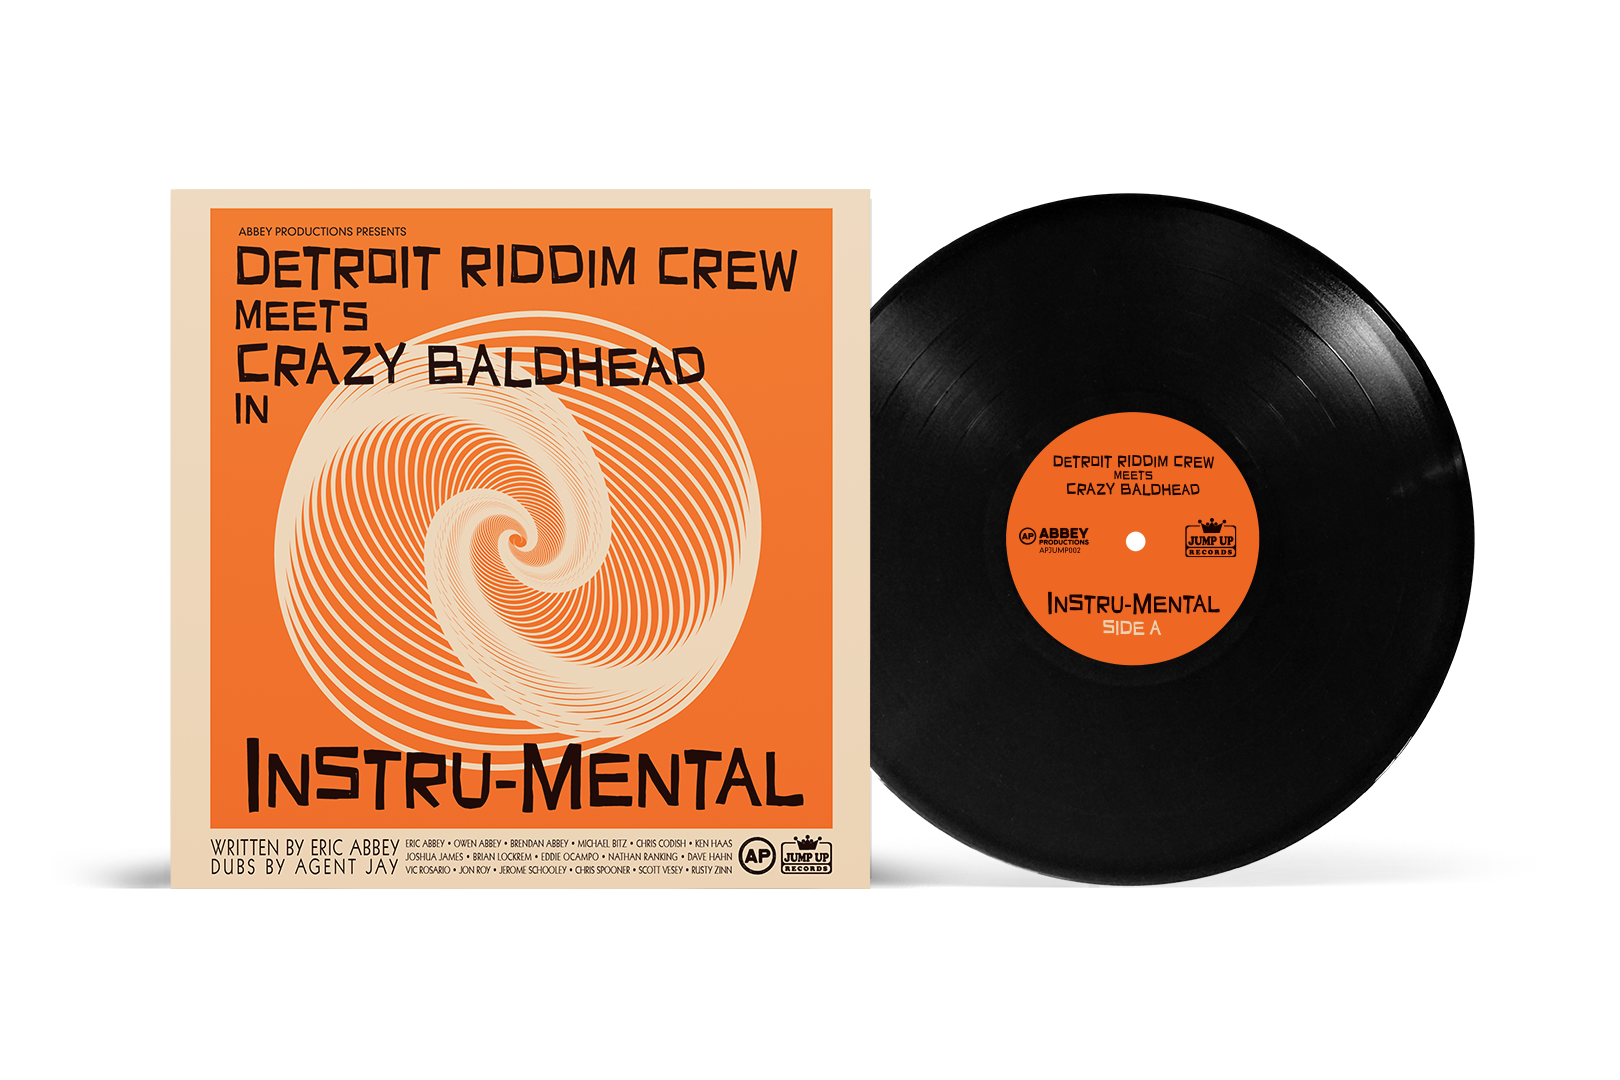 ABBEY PRODUCTIONS PRESENTS
DETROIT RIDDIM CREW
MEETS
CRAZY BALDHEAD
IN
INSTRU-MENTAL
WRITTEN BY ERIC ABBEY
DUBS BY AGENT JAY
ERIC ABBEY • OWEN ABBEY • BRENDAN ABBEY • MICHAEL BITZ • CHRIS CODISH • KEN HAAS
JOSHUA JAMES • BRIAN LOCKREM • EDDIE OCAMPO • NATHAN RANKING • DAVE HAHN
VIC ROSARIO • JON ROY • JEROME SCHOOLEY • CHRIS SPOONER • SCOTT VESEY • RUSTY ZINN
AP
JUMP UP
RECORDS
DETROIT RIDDIM CREW
MEETS
CRAZY BALDHEAD
AP ABBEY
PRODUCTIONS
APJUMP002
JUMP UP
RECORDS
INSTRU-MENTAL
SIDE A